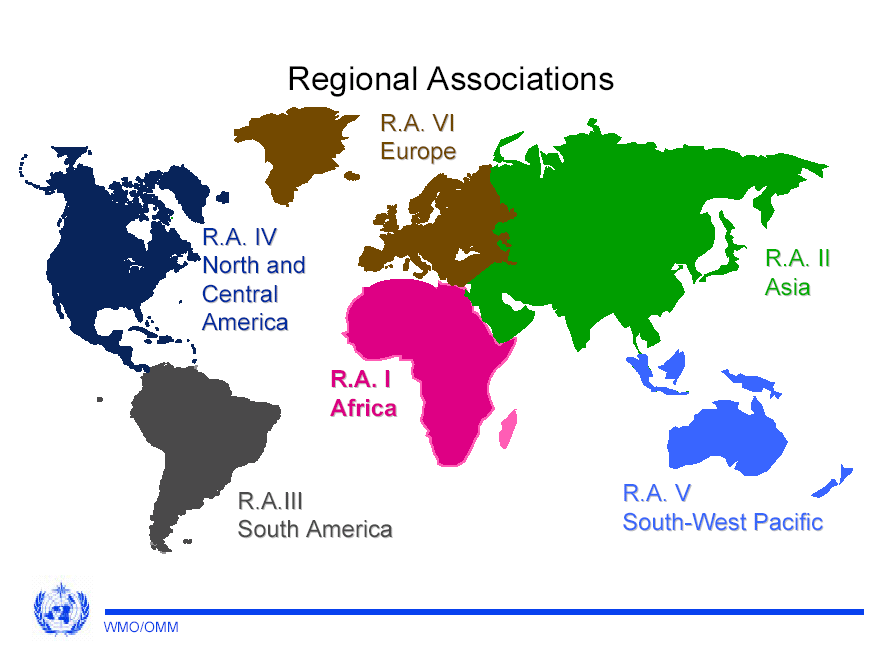 Regional Associations
R.A. VI
Europe
R.A. IV
North and
Central
America
R.A. II
Asia
R.A. I
Africa
R.A.III
South America
R.A. V
South-West Pacific
WMO/OMM